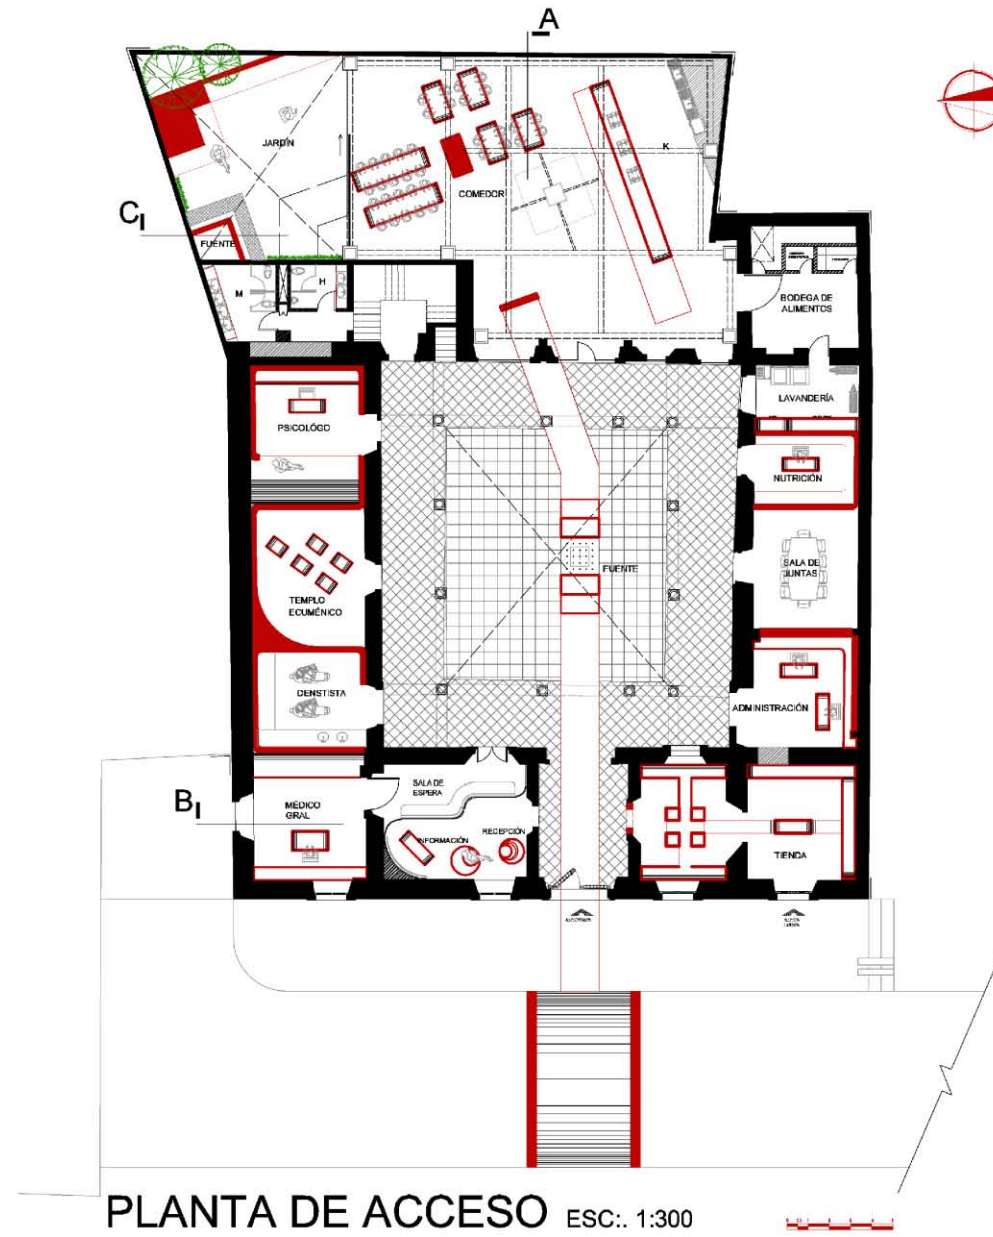 A
JARDÍN
K
COMEDOR
C
FUENTE
M
H
BODEGA DE
ALIMENTOS
LAVANDERÍA
PSICOLÓGO
NUTRICIÓN
FUENTE
SALA DE
JUNTAS
TEMPLO
ECUMÉNICO
DENSTISTA
ADMINISTRACIÓN
SALA DE
ESPERA
B
MÉDICO
GRAL
INFORMACIÓN
RECEPCIÓN
TIENDA
PLANTA DE ACCESO ESC:. 1:300